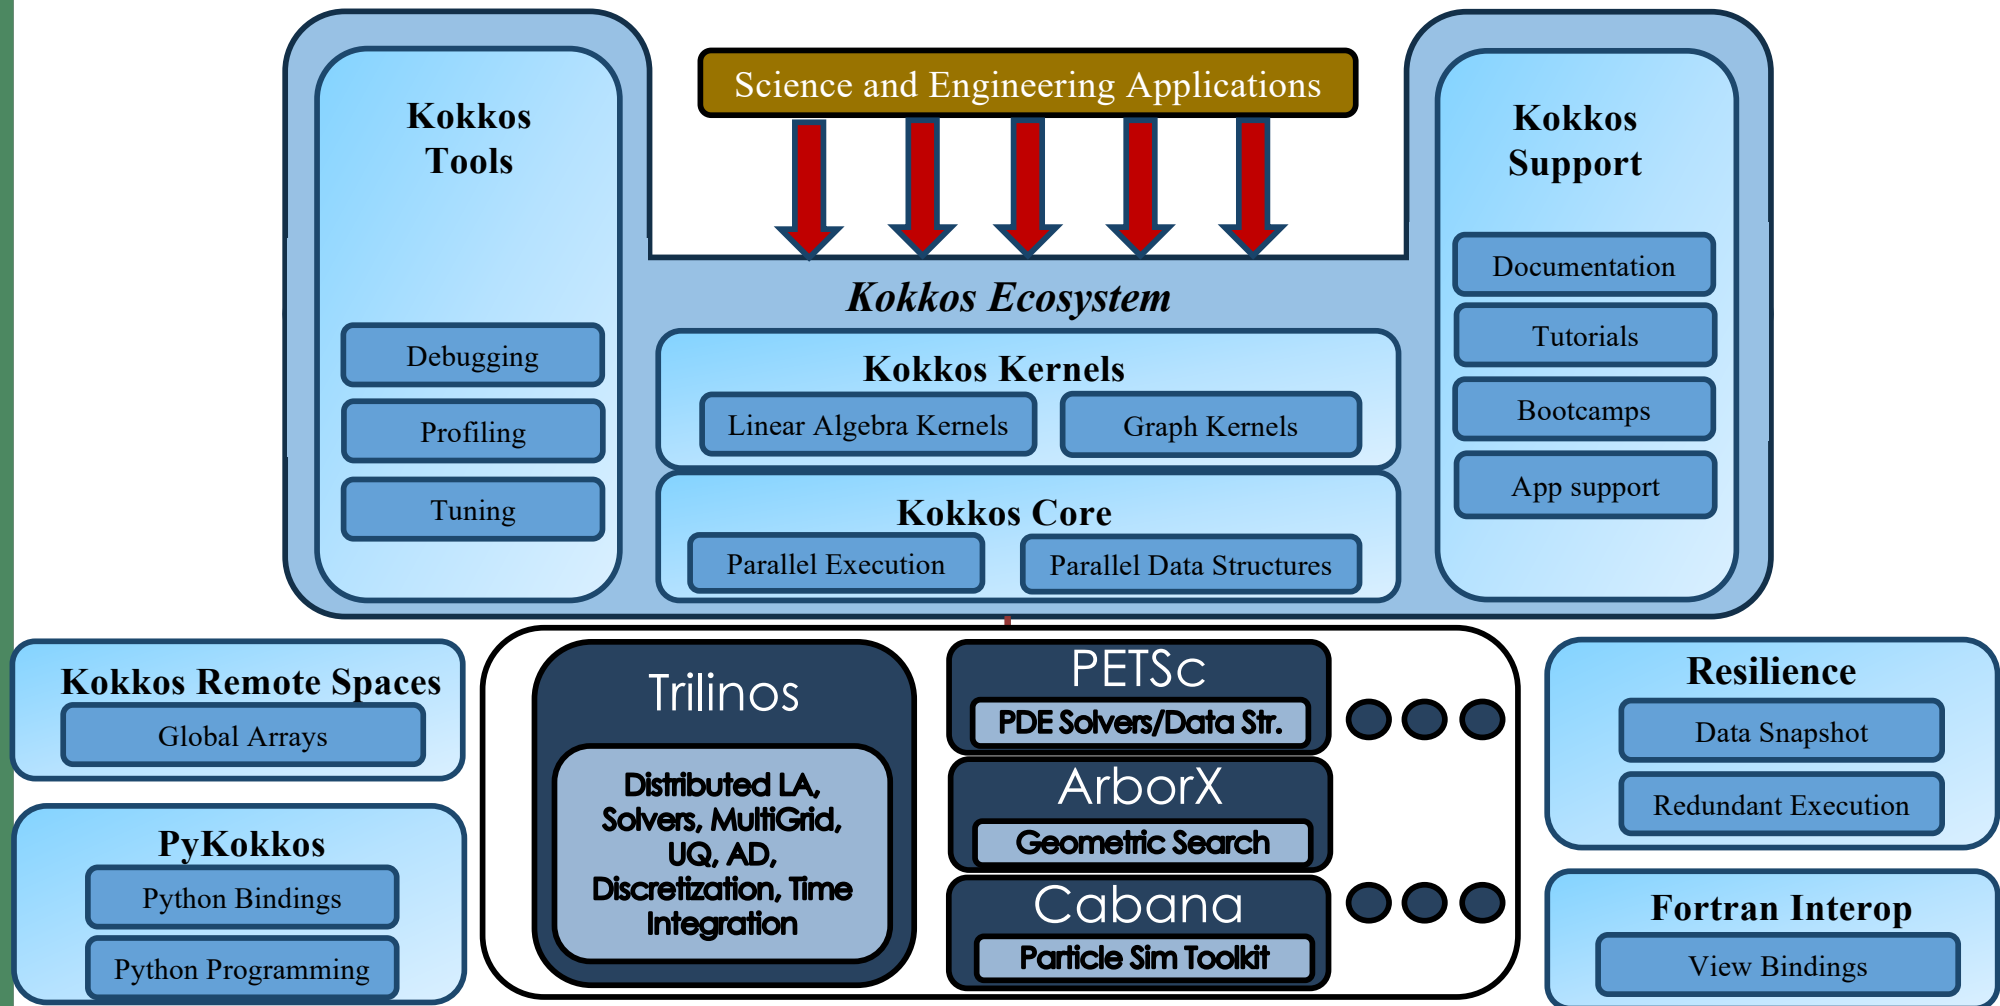 Science and Engineering Applications
Kokkos
Tools
Debugging
Profiling
Tuning
Kokkos Ecosystem
Kokkos Kernels
Linear Algebra Kernels
Graph Kernels
Kokkos Core
Parallel Execution
Parallel Data Structures
Kokkos
Support
Documentation
Tutorials
Bootcamps
App support
Kokkos Remote Spaces
Global Arrays
PyKokkos
Python Bindings
Python Programming
Trilinos
Distributed LA,
Solvers, MultiGrid,
UQ, AD,
Discretization, Time
Integration
PETSc
PDE Solvers/Data Str.
ArborX
Geometric Search
Cabana
Particle Sim Toolkit
Resilience
Data Snapshot
Redundant Execution
Fortran Interop
View Bindings